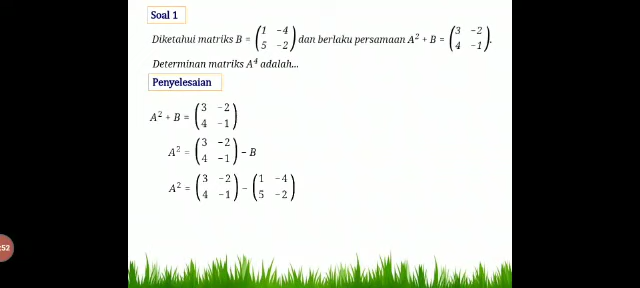 Soal 1
Diketahui matriks B = (1 −4; 5 −2) dan berlaku persamaan A² + B = (3 −2; 4 −1).
Determinan matriks A⁴ adalah...
Penyelesaian
A² + B = (3 −2; 4 −1)
A² = (3 −2; 4 −1) − B
A² = (3 −2; 4 −1) − (1 −4; 5 −2)
:52